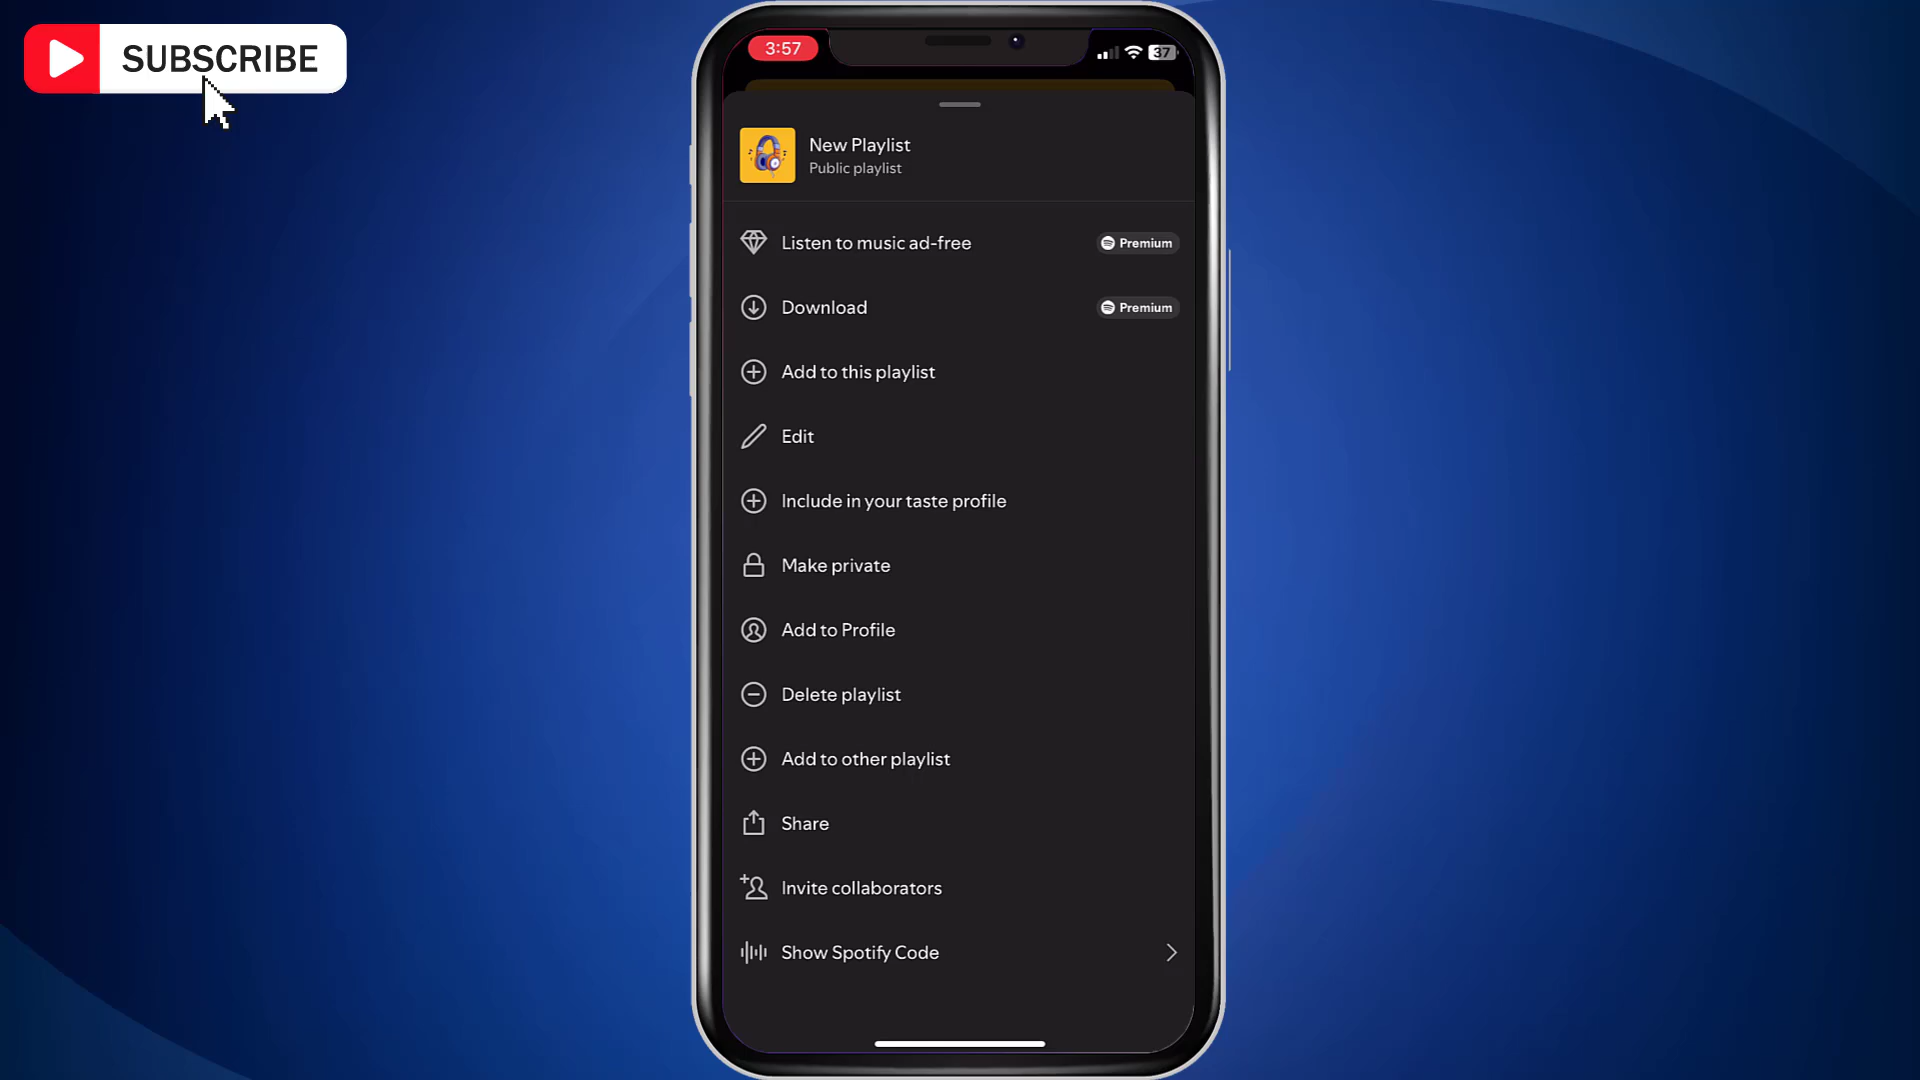 SUBSCRIBE
3:57
37
New Playlist
Public playlist
Listen to music ad-free
Premium
Download
Premium
Add to this playlist
Edit
Include in your taste profile
Make private
Add to Profile
Delete playlist
Add to other playlist
Share
Invite collaborators
Show Spotify Code